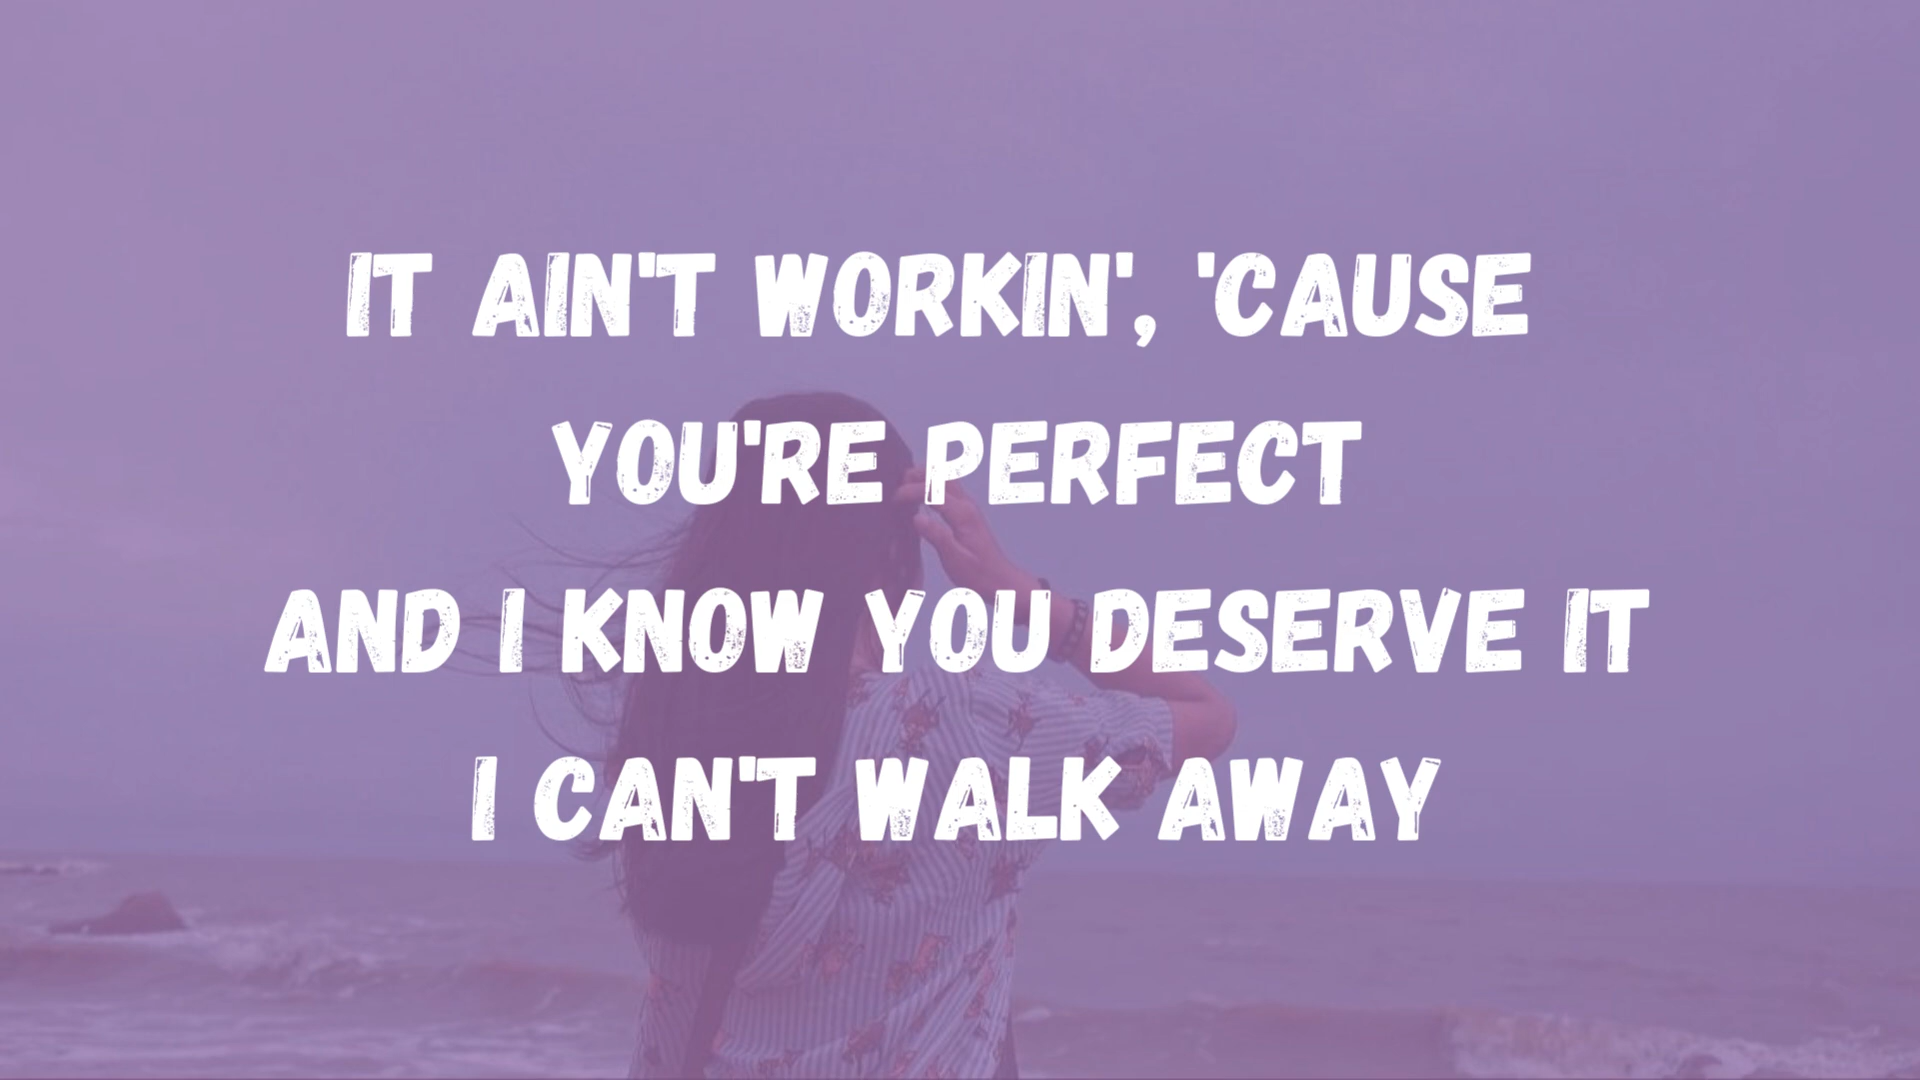 IT AIN'T WORKIN', 'CAUSE
YOU'RE PERFECT
AND I KNOW YOU DESERVE IT
I CAN'T WALK AWAY